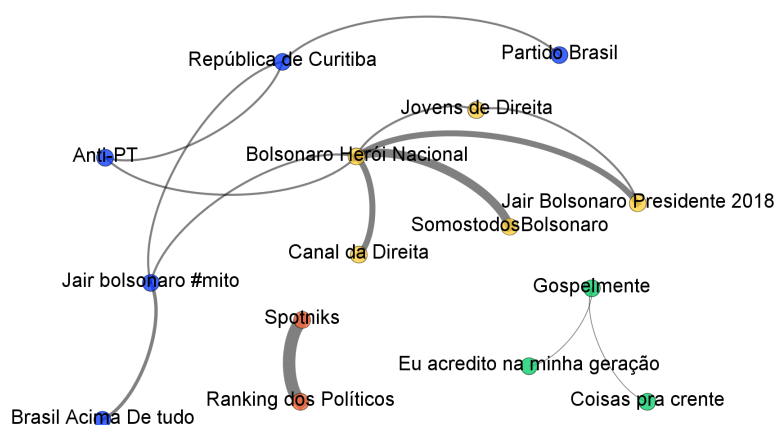 Partido Brasil
República de Curitiba
Jovens de Direita
Anti-PT
Bolsonaro Herói Nacional
Jair Bolsonaro Presidente 2018
SomostodosBolsonaro
Canal da Direita
Jair bolsonaro #mito
Gospelmente
Spotniks
Eu acredito na minha geração
Ranking dos Políticos
Coisas pra crente
Brasil Acima De tudo